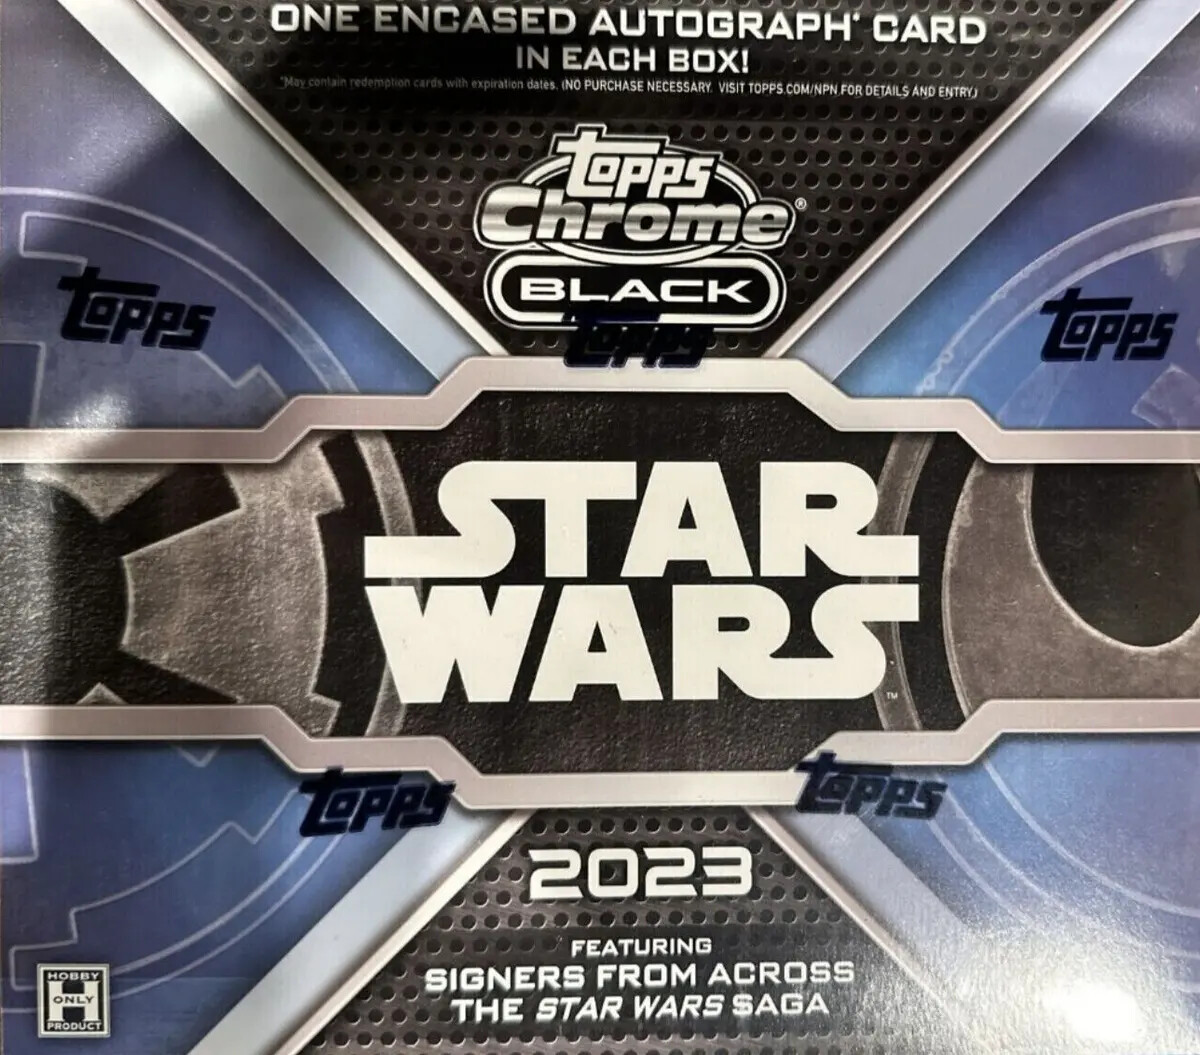 ONE ENCASED AUTOGRAPH* CARD
IN EACH BOX!
*May contain redemption cards with expiration dates. (NO PURCHASE NECESSARY. VISIT TOPPS.COM/NPN FOR DETAILS AND ENTRY.)
topps
Chrome®
BLACK
topps
topps
topps
STAR
WARS™
topps
topps
2023
FEATURING
SIGNERS FROM ACROSS
THE STAR WARS SAGA
HOBBY
ONLY
PRODUCT